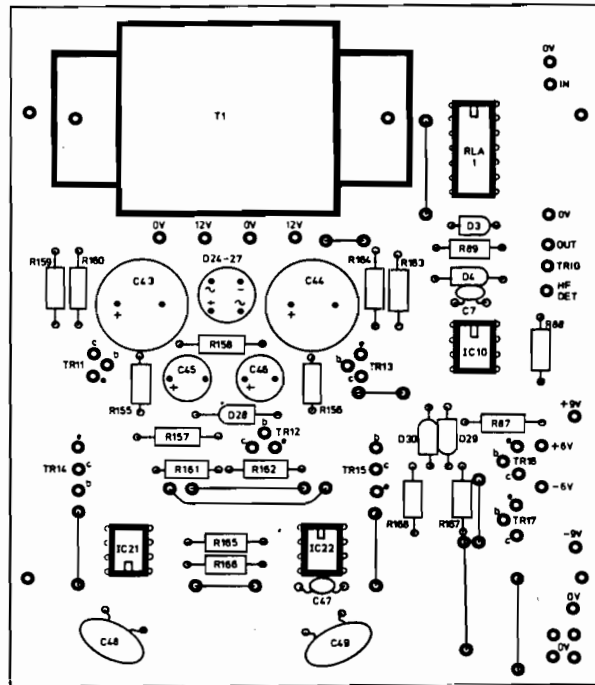 0V
IN
T1
RLA
1
0V
12V
0V
12V
D3
0V
R89
OUT
D24-27
R159
R160
R164
R163
D4
TRIG
HF
DET
C43
C44
C7
R88
R158
IC10
TR11
c
b
e
TR13
e
b
c
C45
C46
R155
R156
D28
+9V
R157
TR12
b
c
e
D30
D29
R87
TR14
e
c
b
TR15
b
c
e
TR16
e
b
c
+6V
R161
R162
-6V
R168
R167
TR17
e
b
c
IC21
R165
IC22
R166
-9V
C47
C48
C49
0V
0V